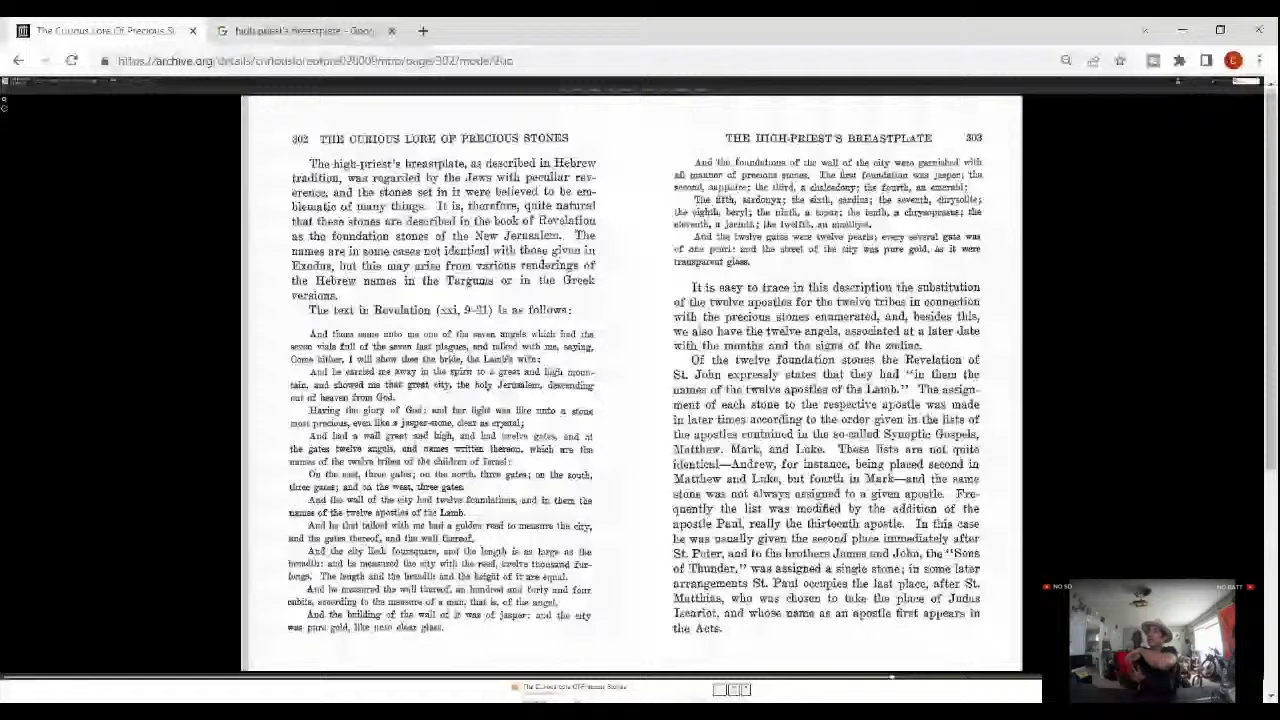 The Curious Lore Of Precious St
high priest's breastplate - Goog
https://archive.org/details/curiousloreofpre028009mbp/page/302/mode/2up
302 THE CURIOUS LORE OF PRECIOUS STONES
The high-priest's breastplate, as described in Hebrew
tradition, was regarded by the Jews with peculiar rev-
erence, and the stones set in it were believed to be em-
blematic of many things. It is, therefore, quite natural
that these stones are described in the book of Revelation
as the foundation stones of the New Jerusalem. The
names are in some cases not identical with those given in
Exodus, but this may arise from various renderings of
the Hebrew names in the Targums or in the Greek
versions.
The text in Revelation (xxi, 9–21) is as follows:
And there came unto me one of the seven angels which had the
seven vials full of the seven last plagues, and talked with me, saying,
Come hither, I will show thee the bride, the Lamb's wife:
And he carried me away in the spirit to a great and high moun-
tain, and showed me that great city, the holy Jerusalem, descending
out of heaven from God.
Having the glory of God: and her light was like unto a stone
most precious, even like a jasper-stone, clear as crystal;
And had a wall great and high, and had twelve gates, and at
the gates twelve angels, and names written thereon, which are the
names of the twelve tribes of the children of Israel:
On the east, three gates; on the north, three gates; on the south,
three gates; and on the west, three gates.
And the wall of the city had twelve foundations, and in them the
names of the twelve apostles of the Lamb.
And he that talked with me had a golden reed to measure the city,
and the gates thereof, and the wall thereof.
And the city lieth foursquare, and the length is as large as the
breadth: and he measured the city with the reed, twelve thousand fur-
longs. The length and the breadth and the height of it are equal.
And he measured the wall thereof, an hundred and forty and four
cubits, according to the measure of a man, that is, of the angel.
And the building of the wall of it was of jasper: and the city
was pure gold, like unto clear glass.
THE HIGH-PRIEST'S BREASTPLATE 303
And the foundations of the wall of the city were garnished with
all manner of precious stones. The first foundation was jasper; the
second, sapphire; the third, a chalcedony; the fourth, an emerald;
The fifth, sardonyx; the sixth, sardius; the seventh, chrysolite;
the eighth, beryl; the ninth, a topaz; the tenth, a chrysoprasus; the
eleventh, a jacinth; the twelfth, an amethyst.
And the twelve gates were twelve pearls; every several gate was
of one pearl: and the street of the city was pure gold, as it were
transparent glass.
It is easy to trace in this description the substitution
of the twelve apostles for the twelve tribes in connection
with the precious stones enumerated, and, besides this,
we also have the twelve angels, associated at a later date
with the months and the signs of the zodiac.
Of the twelve foundation stones the Revelation of
St. John expressly states that they had "in them the
names of the twelve apostles of the Lamb." The assign-
ment of each stone to the respective apostle was made
in later times according to the order given in the lists of
the apostles contained in the so-called Synoptic Gospels,
Matthew, Mark, and Luke. These lists are not quite
identical—Andrew, for instance, being placed second in
Matthew and Luke, but fourth in Mark—and the same
stone was not always assigned to a given apostle. Fre-
quently the list was modified by the addition of the
apostle Paul, really the thirteenth apostle. In this case
he was usually given the second place immediately after
St. Peter, and to the brothers James and John, the "Sons
of Thunder," was assigned a single stone; in some later
arrangements St. Paul occupies the last place, after St.
Matthias, who was chosen to take the place of Judas
Iscariot, and whose name as an apostle first appears in
the Acts.
NO SD
NO BATT
The Curious Lore Of Precious Stones